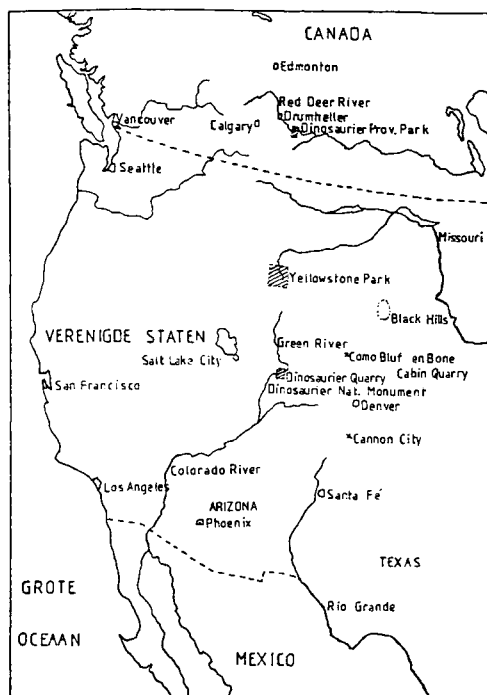 CANADA
Edmonton
Red Deer River
Drumheller
Vancouver
Calgary
Dinosaurier Prov. Park
Seattle
Missouri
Yellowstone Park
Black Hills
VERENIGDE STATEN
Green River
Salt Lake City
Como Bluf en Bone
Cabin Quarry
San Francisco
Dinosaurier Quarry
Dinosaurier Nat. Monument
Denver
Cannon City
Colorado River
Los Angeles
ARIZONA
Santa Fé
Phoenix
TEXAS
GROTE
OCEAAN
Rio Grande
MEXICO